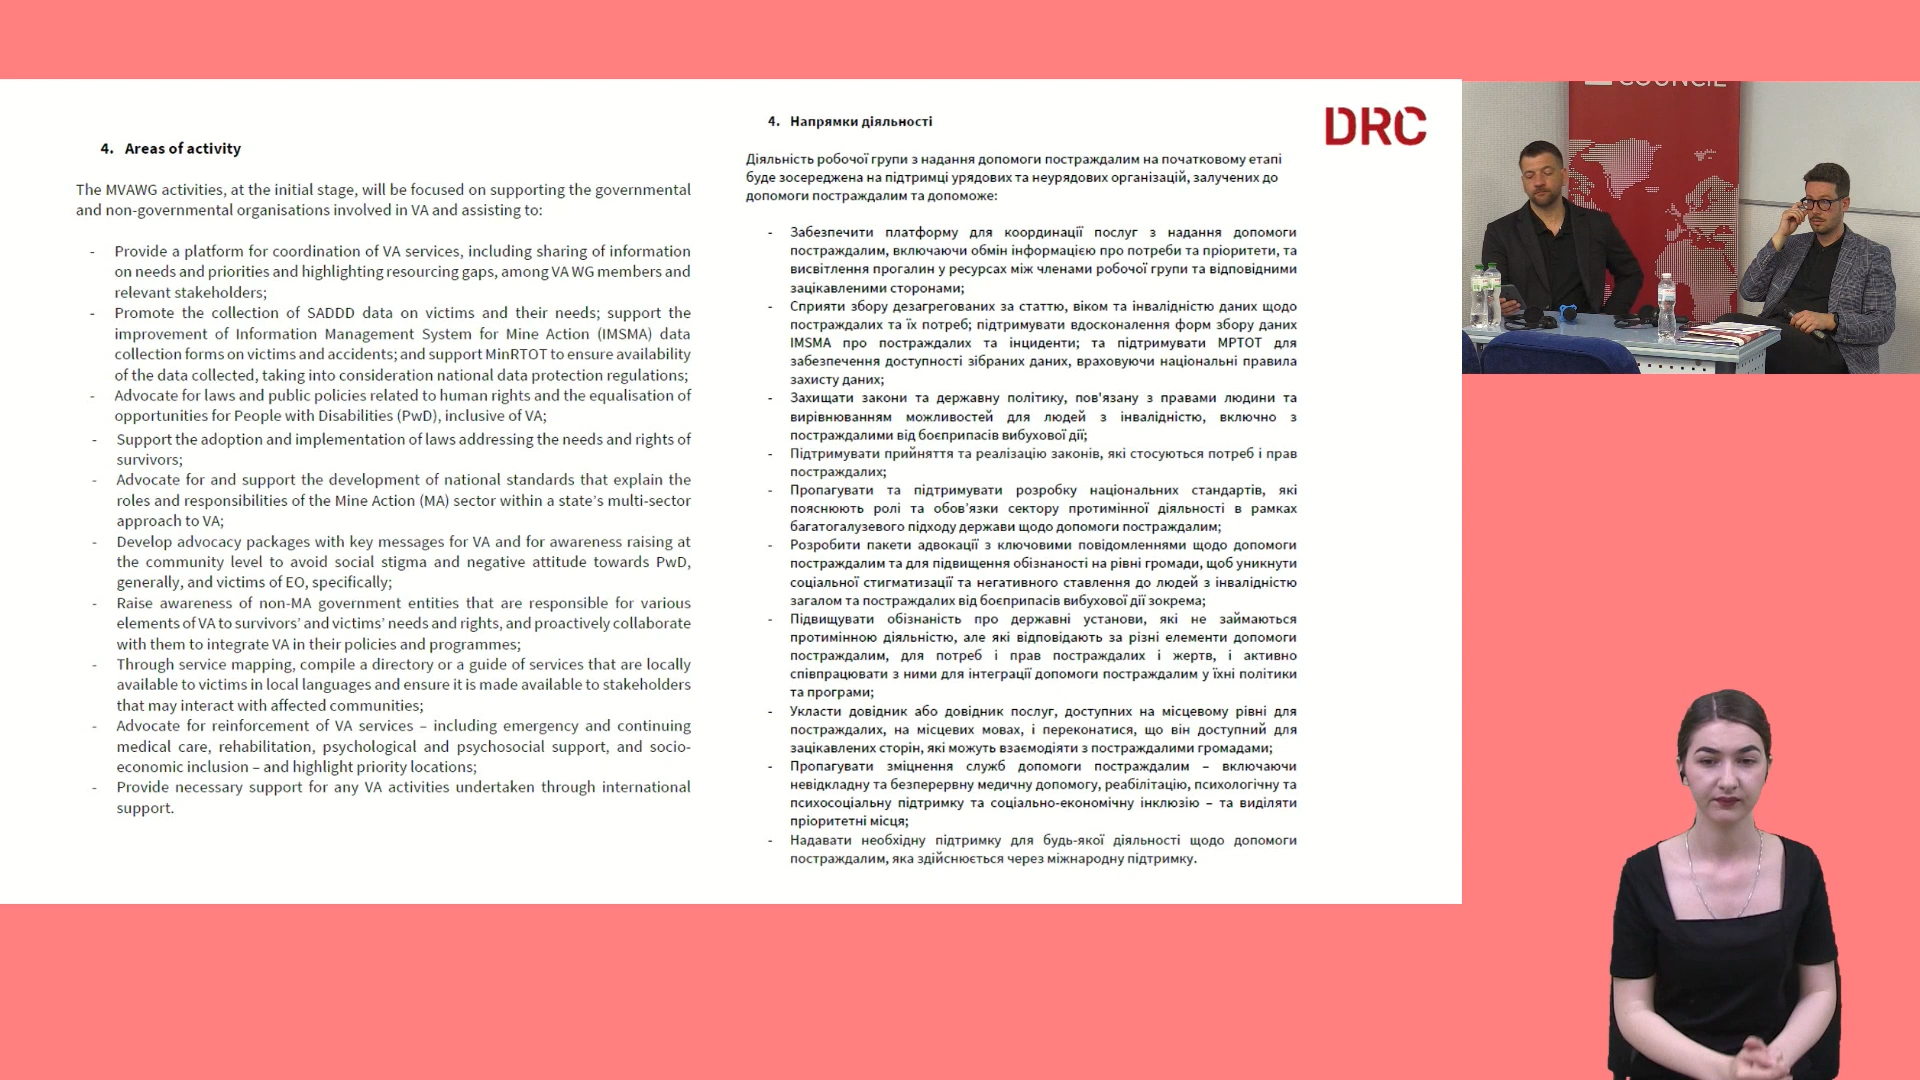 4. Areas of activity
The MVAWG activities, at the initial stage, will be focused on supporting the governmental
and non-governmental organisations involved in VA and assisting to:
- Provide a platform for coordination of VA services, including sharing of information
on needs and priorities and highlighting resourcing gaps, among VA WG members and
relevant stakeholders;
- Promote the collection of SADDD data on victims and their needs; support the
improvement of Information Management System for Mine Action (IMSMA) data
collection forms on victims and accidents; and support MinRTOT to ensure availability
of the data collected, taking into consideration national data protection regulations;
- Advocate for laws and public policies related to human rights and the equalisation of
opportunities for People with Disabilities (PwD), inclusive of VA;
- Support the adoption and implementation of laws addressing the needs and rights of
survivors;
- Advocate for and support the development of national standards that explain the
roles and responsibilities of the Mine Action (MA) sector within a state's multi-sector
approach to VA;
- Develop advocacy packages with key messages for VA and for awareness raising at
the community level to avoid social stigma and negative attitude towards PwD,
generally, and victims of EO, specifically;
- Raise awareness of non-MA government entities that are responsible for various
elements of VA to survivors' and victims' needs and rights, and proactively collaborate
with them to integrate VA in their policies and programmes;
- Through service mapping, compile a directory or a guide of services that are locally
available to victims in local languages and ensure it is made available to stakeholders
that may interact with affected communities;
- Advocate for reinforcement of VA services – including emergency and continuing
medical care, rehabilitation, psychological and psychosocial support, and socio-
economic inclusion – and highlight priority locations;
- Provide necessary support for any VA activities undertaken through international
support.
4. Напрямки діяльності
Діяльність робочої групи з надання допомоги постраждалим на початковому етапі
буде зосереджена на підтримці урядових та неурядових організацій, залучених до
допомоги постраждалим та допоможе:
- Забезпечити платформу для координації послуг з надання допомоги
постраждалим, включаючи обмін інформацією про потреби та пріоритети, та
висвітлення прогалин у ресурсах між членами робочої групи та відповідними
зацікавленими сторонами;
- Сприяти збору дезагрегованих за статтю, віком та інвалідністю даних щодо
постраждалих та їх потреб; підтримувати вдосконалення форм збору даних
IMSMA про постраждалих та інциденти; та підтримувати МРТОТ для
забезпечення доступності зібраних даних, враховуючи національні правила
захисту даних;
- Захищати закони та державну політику, пов'язану з правами людини та
вирівнюванням можливостей для людей з інвалідністю, включно з
постраждалими від боєприпасів вибухової дії;
- Підтримувати прийняття та реалізацію законів, які стосуються потреб і прав
постраждалих;
- Пропагувати та підтримувати розробку національних стандартів, які
пояснюють ролі та обов'язки сектору протимінної діяльності в рамках
багатогалузевого підходу держави щодо допомоги постраждалим;
- Розробити пакети адвокації з ключовими повідомленнями щодо допомоги
постраждалим та для підвищення обізнаності на рівні громади, щоб уникнути
соціальної стигматизації та негативного ставлення до людей з інвалідністю
загалом та постраждалих від боєприпасів вибухової дії зокрема;
- Підвищувати обізнаність про державні установи, які не займаються
протимінною діяльністю, але які відповідають за різні елементи допомоги
постраждалим, для потреб і прав постраждалих і жертв, і активно
співпрацювати з ними для інтеграції допомоги постраждалим у їхні політики
та програми;
- Укласти довідник або довідник послуг, доступних на місцевому рівні для
постраждалих, на місцевих мовах, і переконатися, що він доступний для
зацікавлених сторін, які можуть взаємодіяти з постраждалими громадами;
- Пропагувати зміцнення служб допомоги постраждалим – включаючи
невідкладну та безперервну медичну допомогу, реабілітацію, психологічну та
психосоціальну підтримку та соціально-економічну інклюзію – та виділяти
пріоритетні місця;
- Надавати необхідну підтримку для будь-якої діяльності щодо допомоги
постраждалим, яка здійснюється через міжнародну підтримку.
DRC
COUNCIL